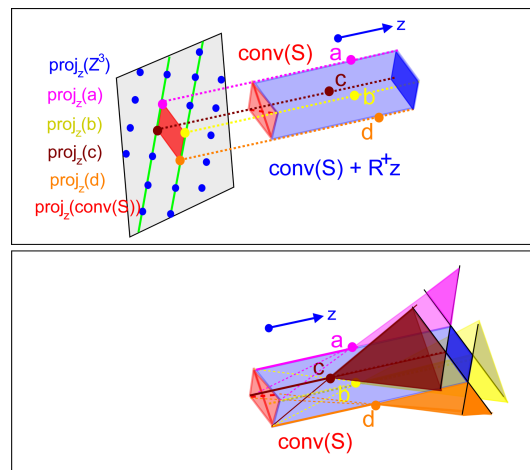 z
conv(S)
a
proj_z(Z^3)
c
proj_z(a)
b
proj_z(b)
d
proj_z(c)
conv(S) + R^+z
proj_z(d)
proj_z(conv(S))
z
a
c
b
d
conv(S)